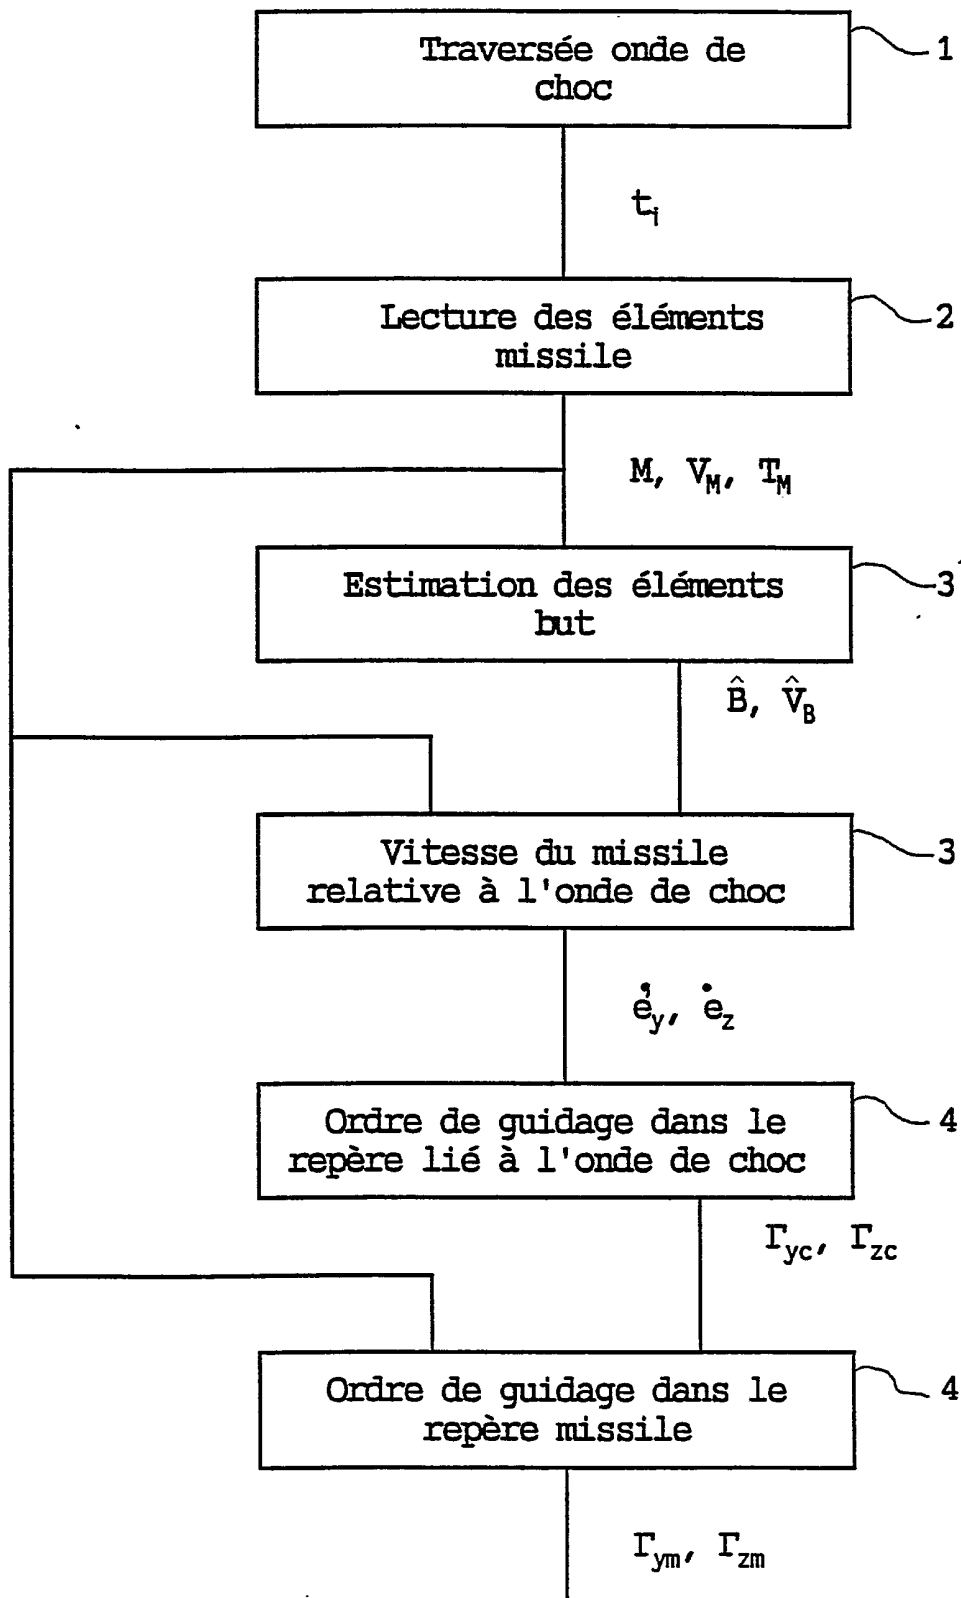 Traversée onde de
choc
1
t_i
Lecture des éléments
missile
2
M, V_M, T_M
Estimation des éléments
but
3
B̂, V̂_B
Vitesse du missile
relative à l'onde de choc
3
ė_y, ė_z
Ordre de guidage dans le
repère lié à l'onde de choc
4
Γ_yc, Γ_zc
Ordre de guidage dans le
repère missile
4
Γ_ym, Γ_zm